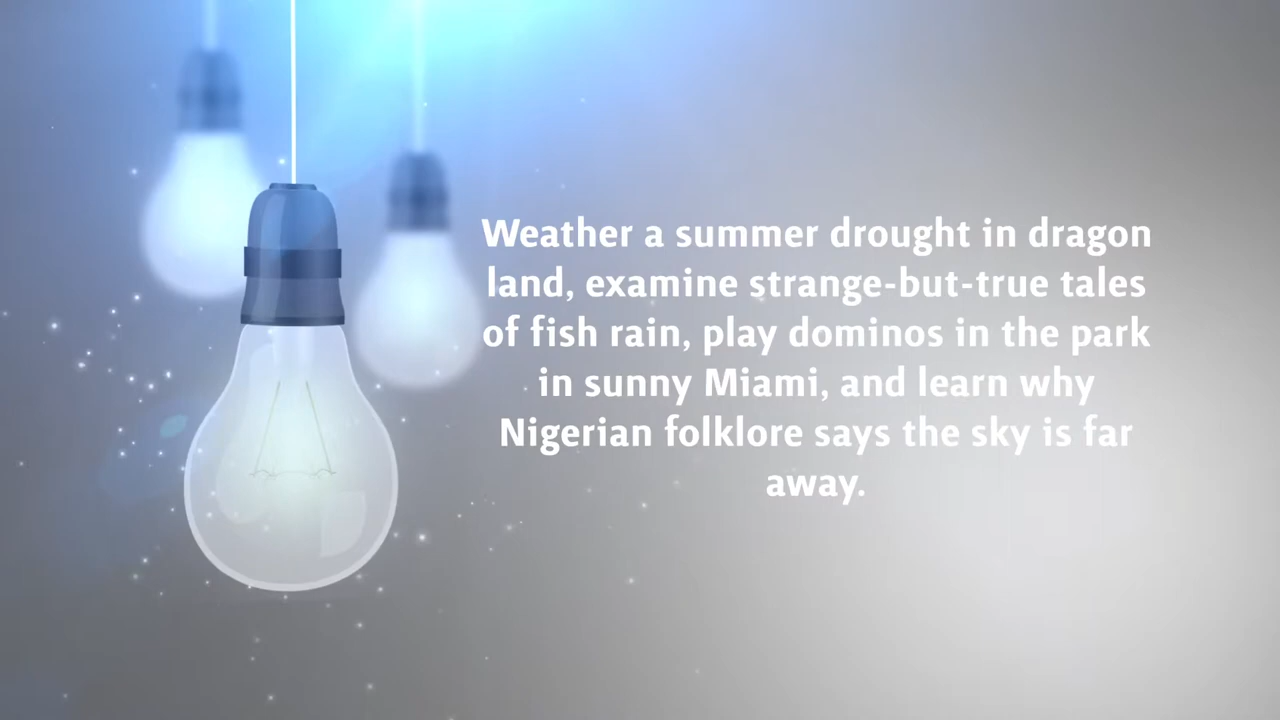 Weather a summer drought in dragon
land, examine strange-but-true tales
of fish rain, play dominos in the park
in sunny Miami, and learn why
Nigerian folklore says the sky is far
away.